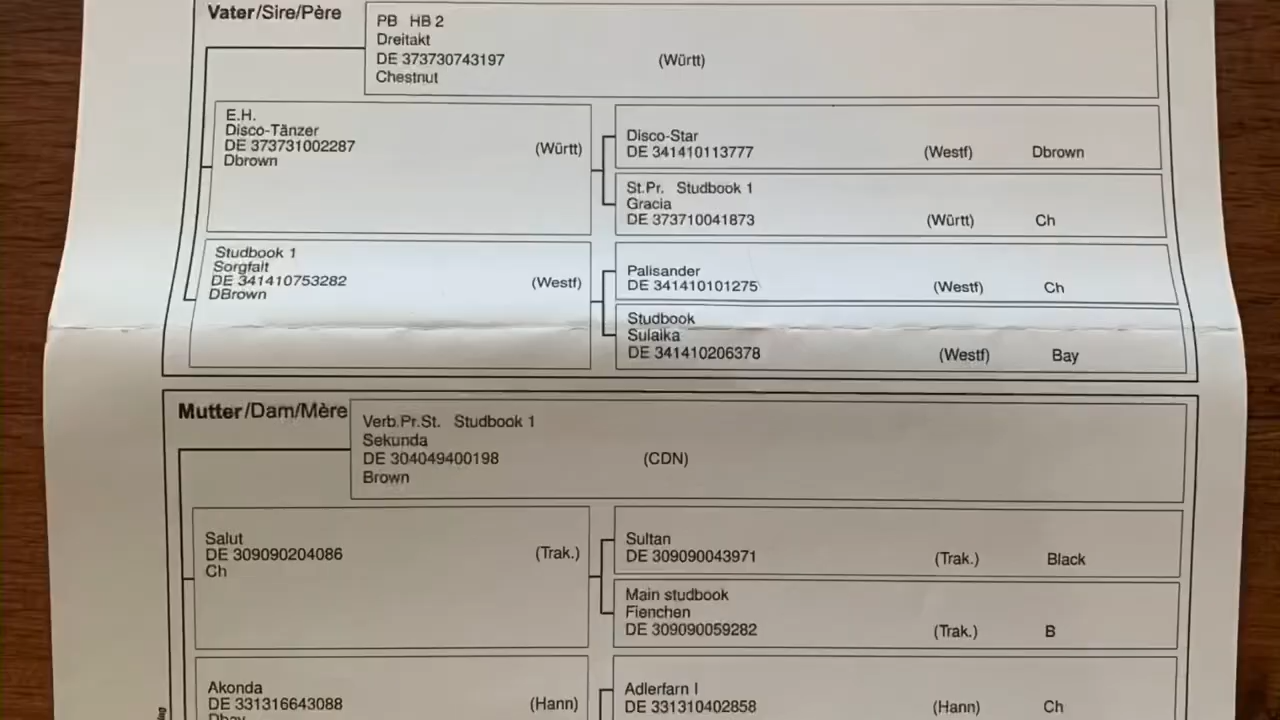 Vater/Sire/Père
PB HB 2
Dreitakt
DE 373730743197 (Württ)
Chestnut
E.H.
Disco-Tänzer
DE 373731002287 (Württ)
Dbrown
Disco-Star
DE 341410113777 (Westf) Dbrown
St.Pr. Studbook 1
Gracia
DE 373710041873 (Württ) Ch
Studbook 1
Sorgfalt
DE 341410753282 (Westf)
DBrown
Palisander
DE 341410101275 (Westf) Ch
Studbook
Sulaika
DE 341410206378 (Westf) Bay
Mutter/Dam/Mère
Verb.Pr.St. Studbook 1
Sekunda
DE 304049400198 (CDN)
Brown
Salut
DE 309090204086 (Trak.)
Ch
Sultan
DE 309090043971 (Trak.) Black
Main studbook
Fienchen
DE 309090059282 (Trak.) B
Akonda
DE 331316643088 (Hann)
Dbay
Adlerfarn I
DE 331310402858 (Hann) Ch